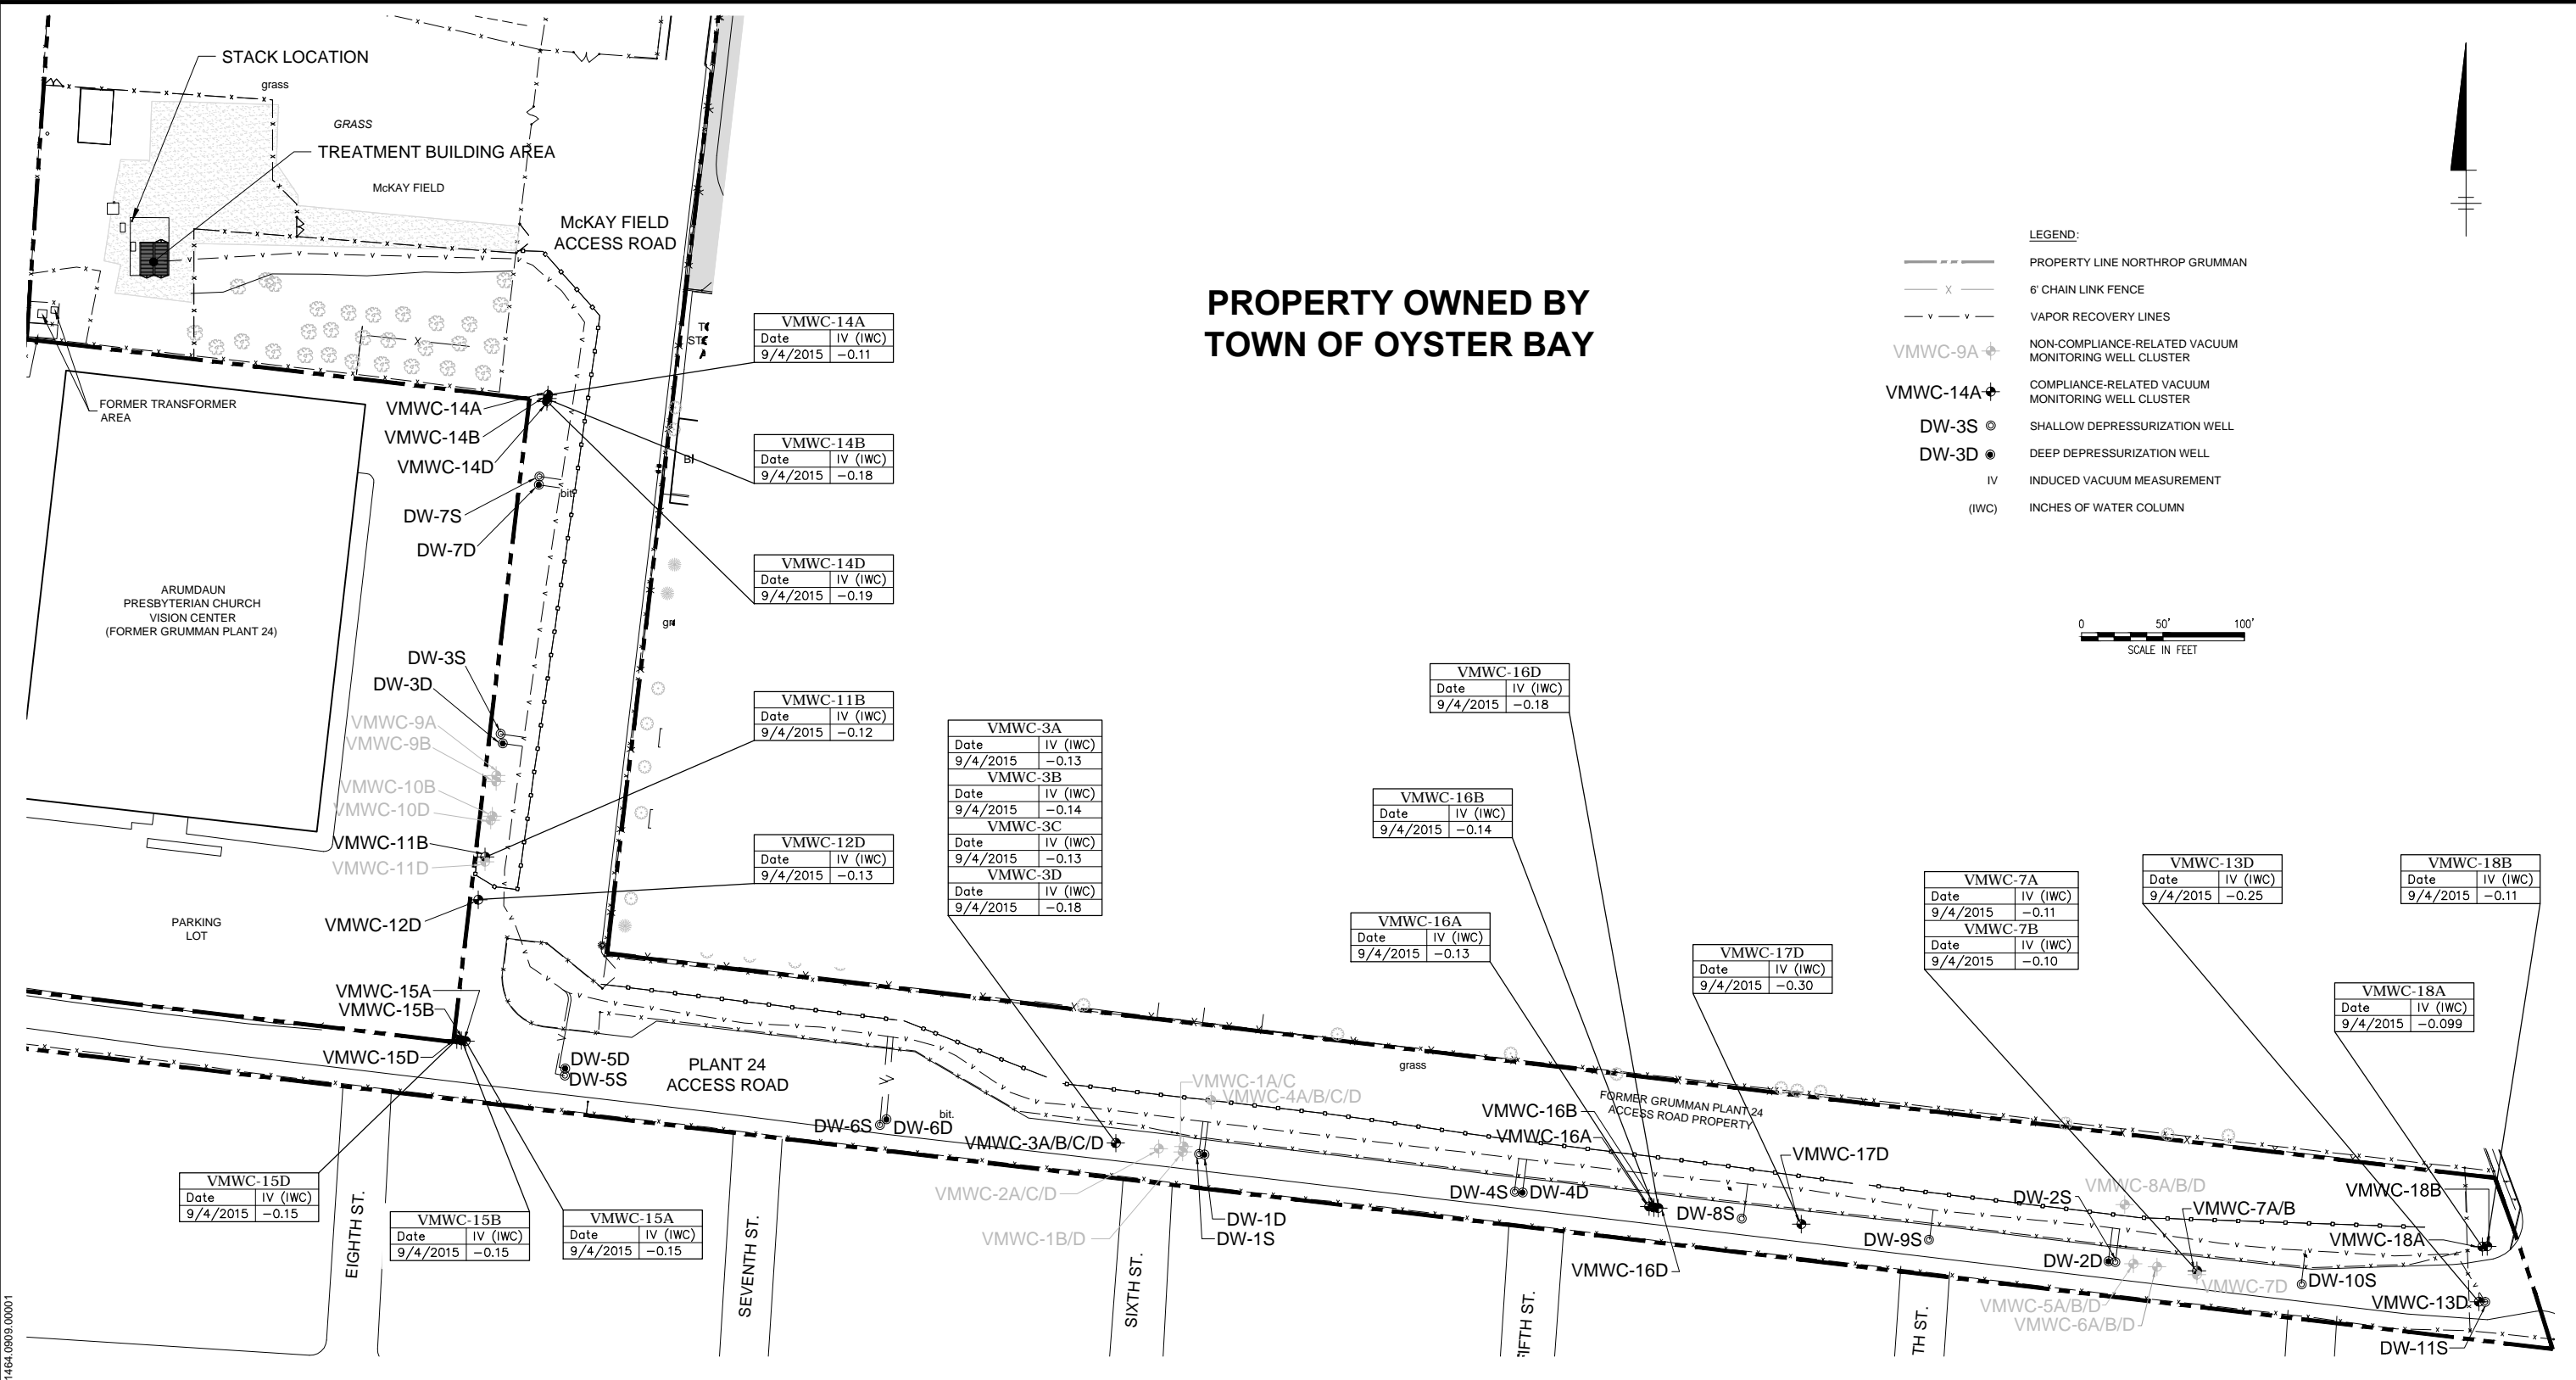 STACK LOCATION
grass
GRASS
TREATMENT BUILDING AREA
McKAY FIELD
McKAY FIELD
ACCESS ROAD
PROPERTY OWNED BY
TOWN OF OYSTER BAY
LEGEND:
PROPERTY LINE NORTHROP GRUMMAN
X 6' CHAIN LINK FENCE
V V VAPOR RECOVERY LINES
VMWC-9A NON-COMPLIANCE-RELATED VACUUM
MONITORING WELL CLUSTER
VMWC-14A COMPLIANCE-RELATED VACUUM
MONITORING WELL CLUSTER
DW-3S SHALLOW DEPRESSURIZATION WELL
DW-3D DEEP DEPRESSURIZATION WELL
IV INDUCED VACUUM MEASUREMENT
(IWC) INCHES OF WATER COLUMN
0 50' 100'
SCALE IN FEET
FORMER TRANSFORMER
AREA
VMWC-14A
VMWC-14B
VMWC-14D
DW-7S
DW-7D
bit.
VMWC-14A
Date IV (IWC)
9/4/2015 -0.11
VMWC-14B
Date IV (IWC)
9/4/2015 -0.18
VMWC-14D
Date IV (IWC)
9/4/2015 -0.19
ARUMDAUN
PRESBYTERIAN CHURCH
VISION CENTER
(FORMER GRUMMAN PLANT 24)
DW-3S
DW-3D
VMWC-9A
VMWC-9B
VMWC-10B
VMWC-10D
VMWC-11B
VMWC-11D
VMWC-12D
PARKING
LOT
VMWC-11B
Date IV (IWC)
9/4/2015 -0.12
VMWC-12D
Date IV (IWC)
9/4/2015 -0.13
VMWC-3A
Date IV (IWC)
9/4/2015 -0.13
VMWC-3B
Date IV (IWC)
9/4/2015 -0.14
VMWC-3C
Date IV (IWC)
9/4/2015 -0.13
VMWC-3D
Date IV (IWC)
9/4/2015 -0.18
VMWC-16D
Date IV (IWC)
9/4/2015 -0.18
VMWC-16B
Date IV (IWC)
9/4/2015 -0.14
VMWC-16A
Date IV (IWC)
9/4/2015 -0.13
VMWC-17D
Date IV (IWC)
9/4/2015 -0.30
VMWC-7A
Date IV (IWC)
9/4/2015 -0.11
VMWC-7B
Date IV (IWC)
9/4/2015 -0.10
VMWC-13D
Date IV (IWC)
9/4/2015 -0.25
VMWC-18B
Date IV (IWC)
9/4/2015 -0.11
VMWC-18A
Date IV (IWC)
9/4/2015 -0.099
VMWC-15A
VMWC-15B
VMWC-15D
DW-5D
DW-5S
PLANT 24
ACCESS ROAD
DW-6S
DW-6D
bit.
VMWC-3A/B/C/D
VMWC-1A/C
VMWC-4A/B/C/D
VMWC-2A/C/D
VMWC-1B/D
DW-1D
DW-1S
grass
FORMER GRUMMAN PLANT 24
ACCESS ROAD PROPERTY
VMWC-16B
VMWC-16A
DW-4S
DW-4D
VMWC-16D
DW-8S
VMWC-17D
DW-9S
DW-2S
DW-2D
VMWC-8A/B/D
VMWC-7A/B
VMWC-7D
VMWC-5A/B/D
VMWC-6A/B/D
DW-10S
VMWC-18B
VMWC-18A
VMWC-13D
DW-11S
VMWC-15D
Date IV (IWC)
9/4/2015 -0.15
VMWC-15B
Date IV (IWC)
9/4/2015 -0.15
VMWC-15A
Date IV (IWC)
9/4/2015 -0.15
EIGHTH ST.
SEVENTH ST.
SIXTH ST.
FIFTH ST.
TH ST.
1464.0909.00001